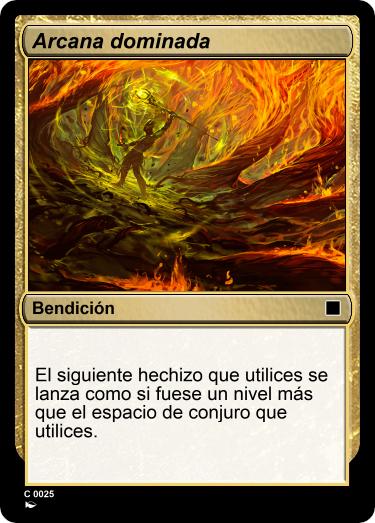 Arcana dominada
Bendición
El siguiente hechizo que utilices se
lanza como si fuese un nivel más
que el espacio de conjuro que
utilices.
C 0025